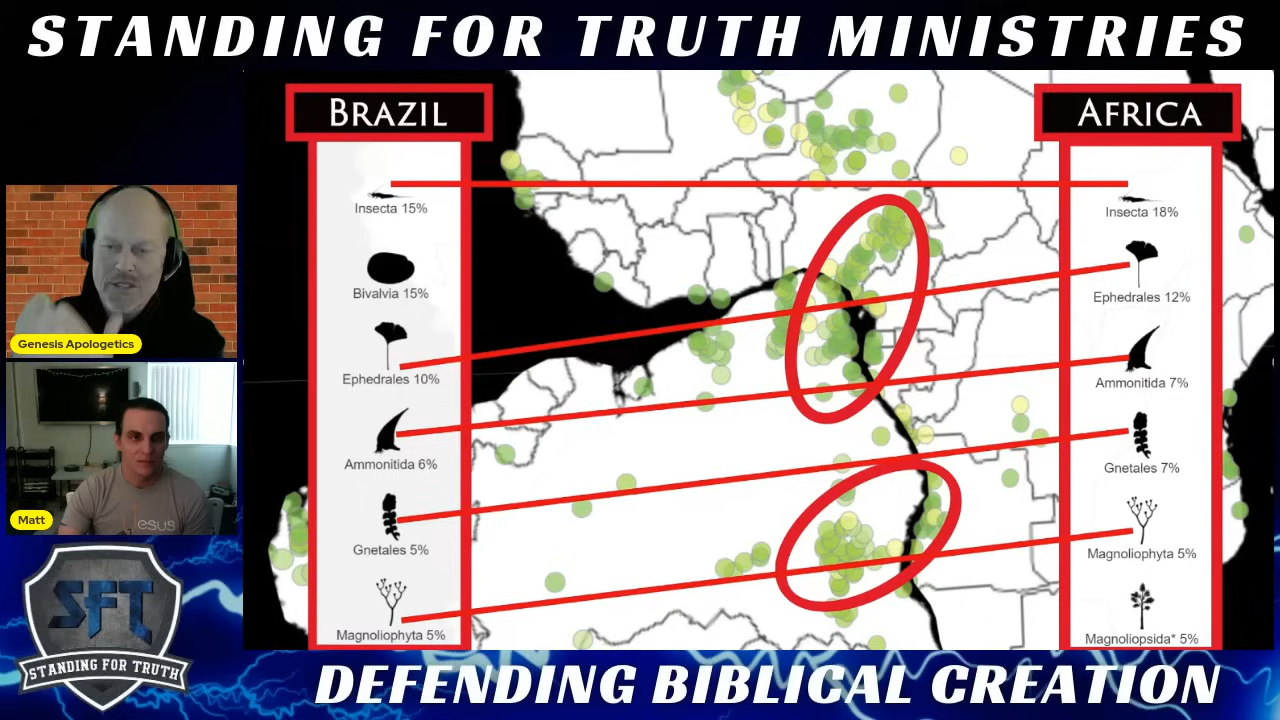 STANDING FOR TRUTH MINISTRIES
BRAZIL
Insecta 15%
Bivalvia 15%
Ephedrales 10%
Ammonitida 6%
Gnetales 5%
Magnoliophyta 5%
AFRICA
Insecta 18%
Ephedrales 12%
Ammonitida 7%
Gnetales 7%
Magnoliophyta 5%
Magnoliopsida* 5%
Genesis Apologetics
esus
Matt
SFT
STANDING FOR TRUTH
DEFENDING BIBLICAL CREATION